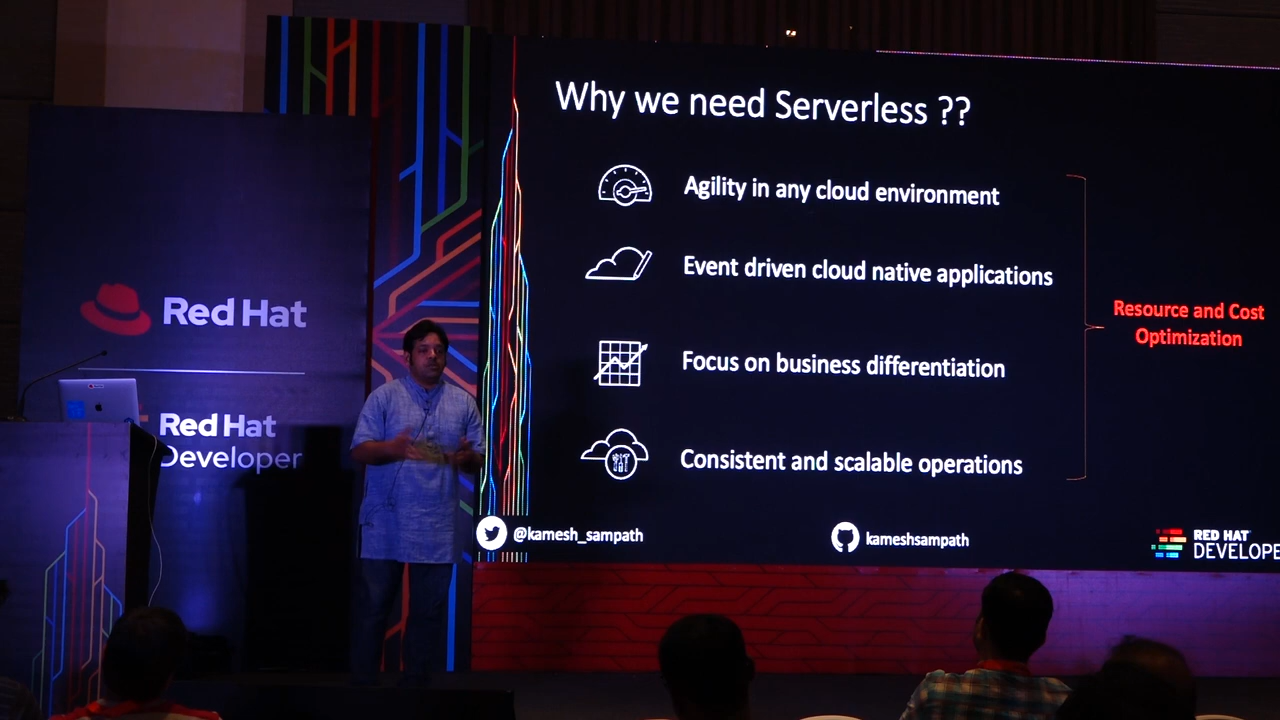 Why we need Serverless ??
Agility in any cloud environment
Event driven cloud native applications
Focus on business differentiation
Consistent and scalable operations
Resource and Cost
Optimization
@kamesh_sampath
kameshsampath
RED HAT
DEVELOPE
Red Hat
Red Hat
Developer